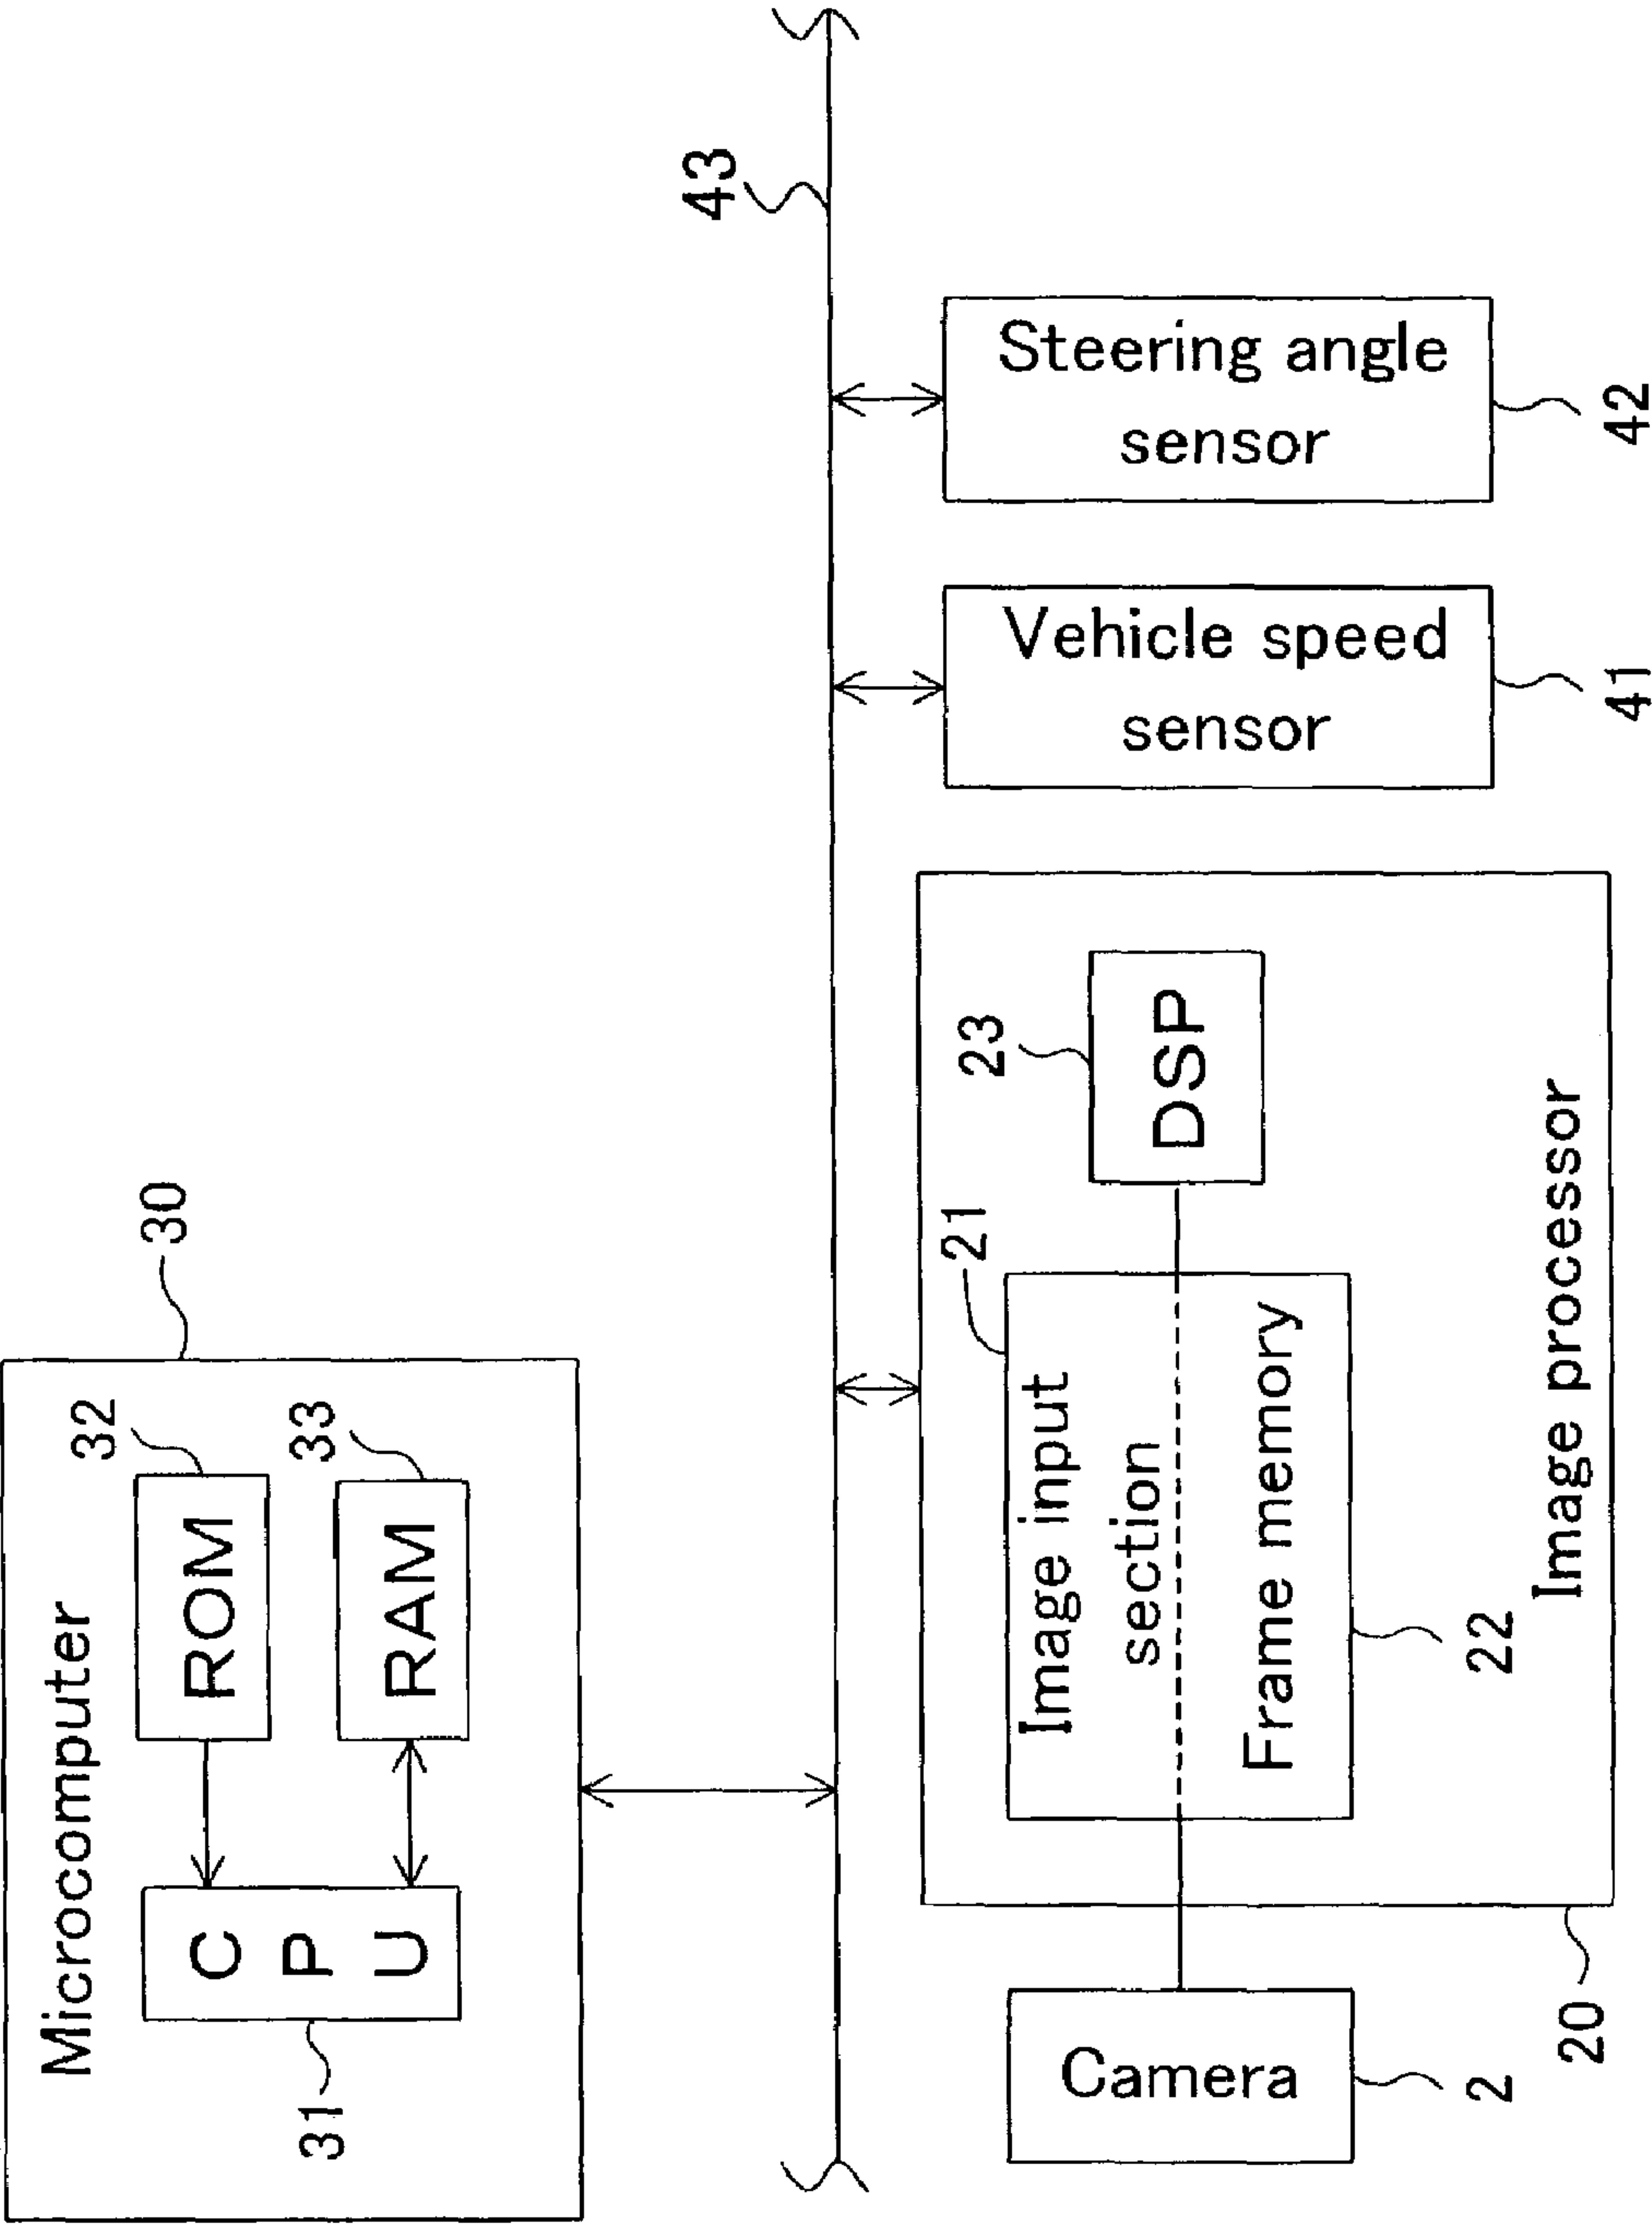 Microcomputer
30
ROM
32
RAM
33
C
P
U
31
43
Camera
2
Image input
section
21
Frame memory
22
DSP
23
Image processor
20
Vehicle speed
sensor
41
Steering angle
sensor
42